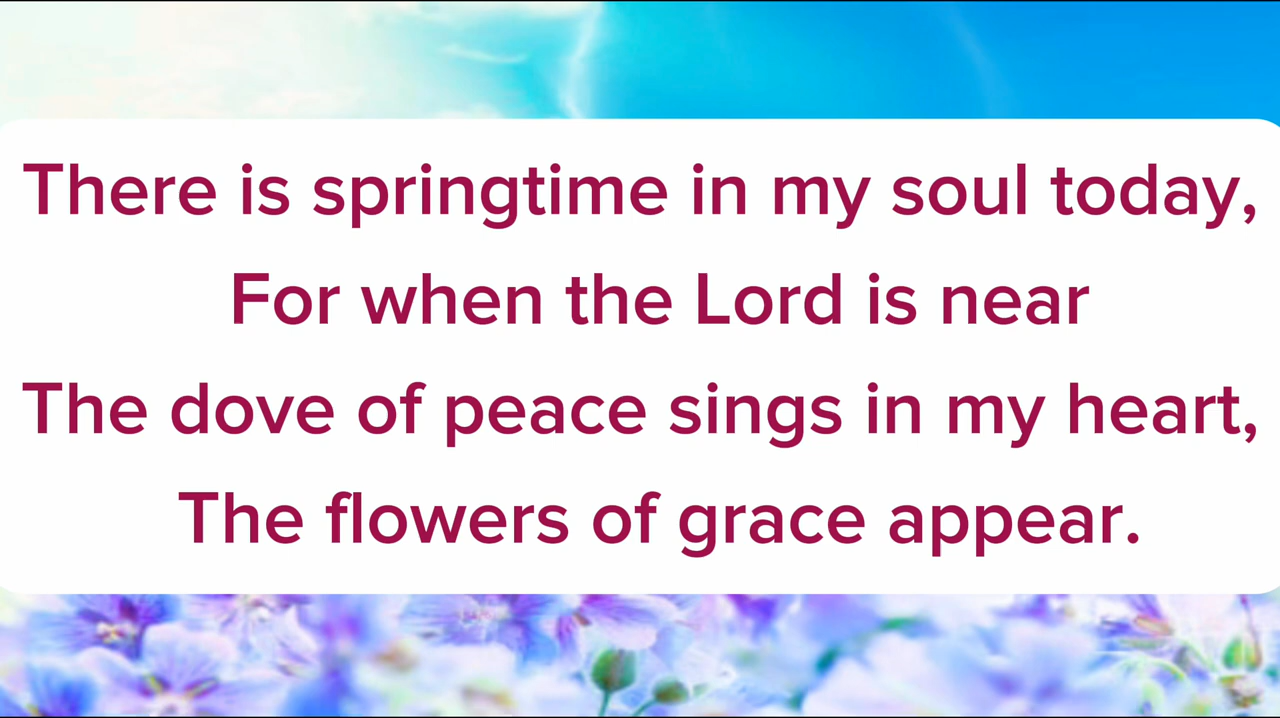 There is springtime in my soul today,
For when the Lord is near
The dove of peace sings in my heart,
The flowers of grace appear.